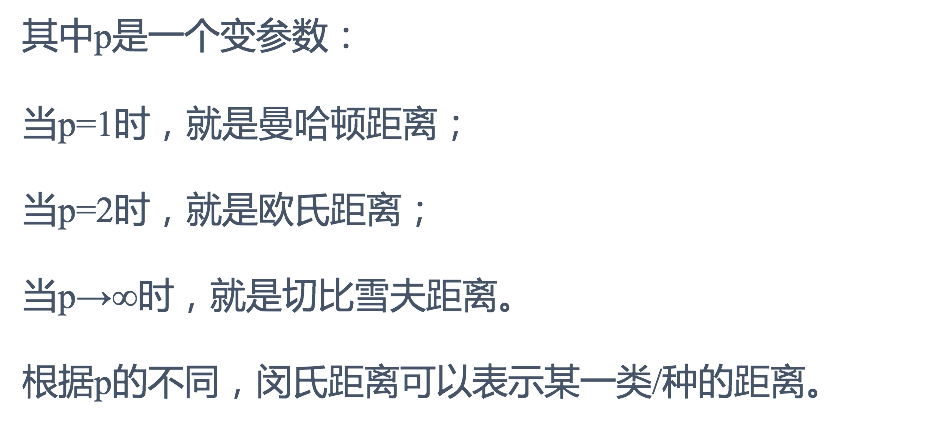 其中p是一个变参数：
当p=1时，就是曼哈顿距离；
当p=2时，就是欧氏距离；
当p→∞时，就是切比雪夫距离。
根据p的不同，闵氏距离可以表示某一类/种的距离。